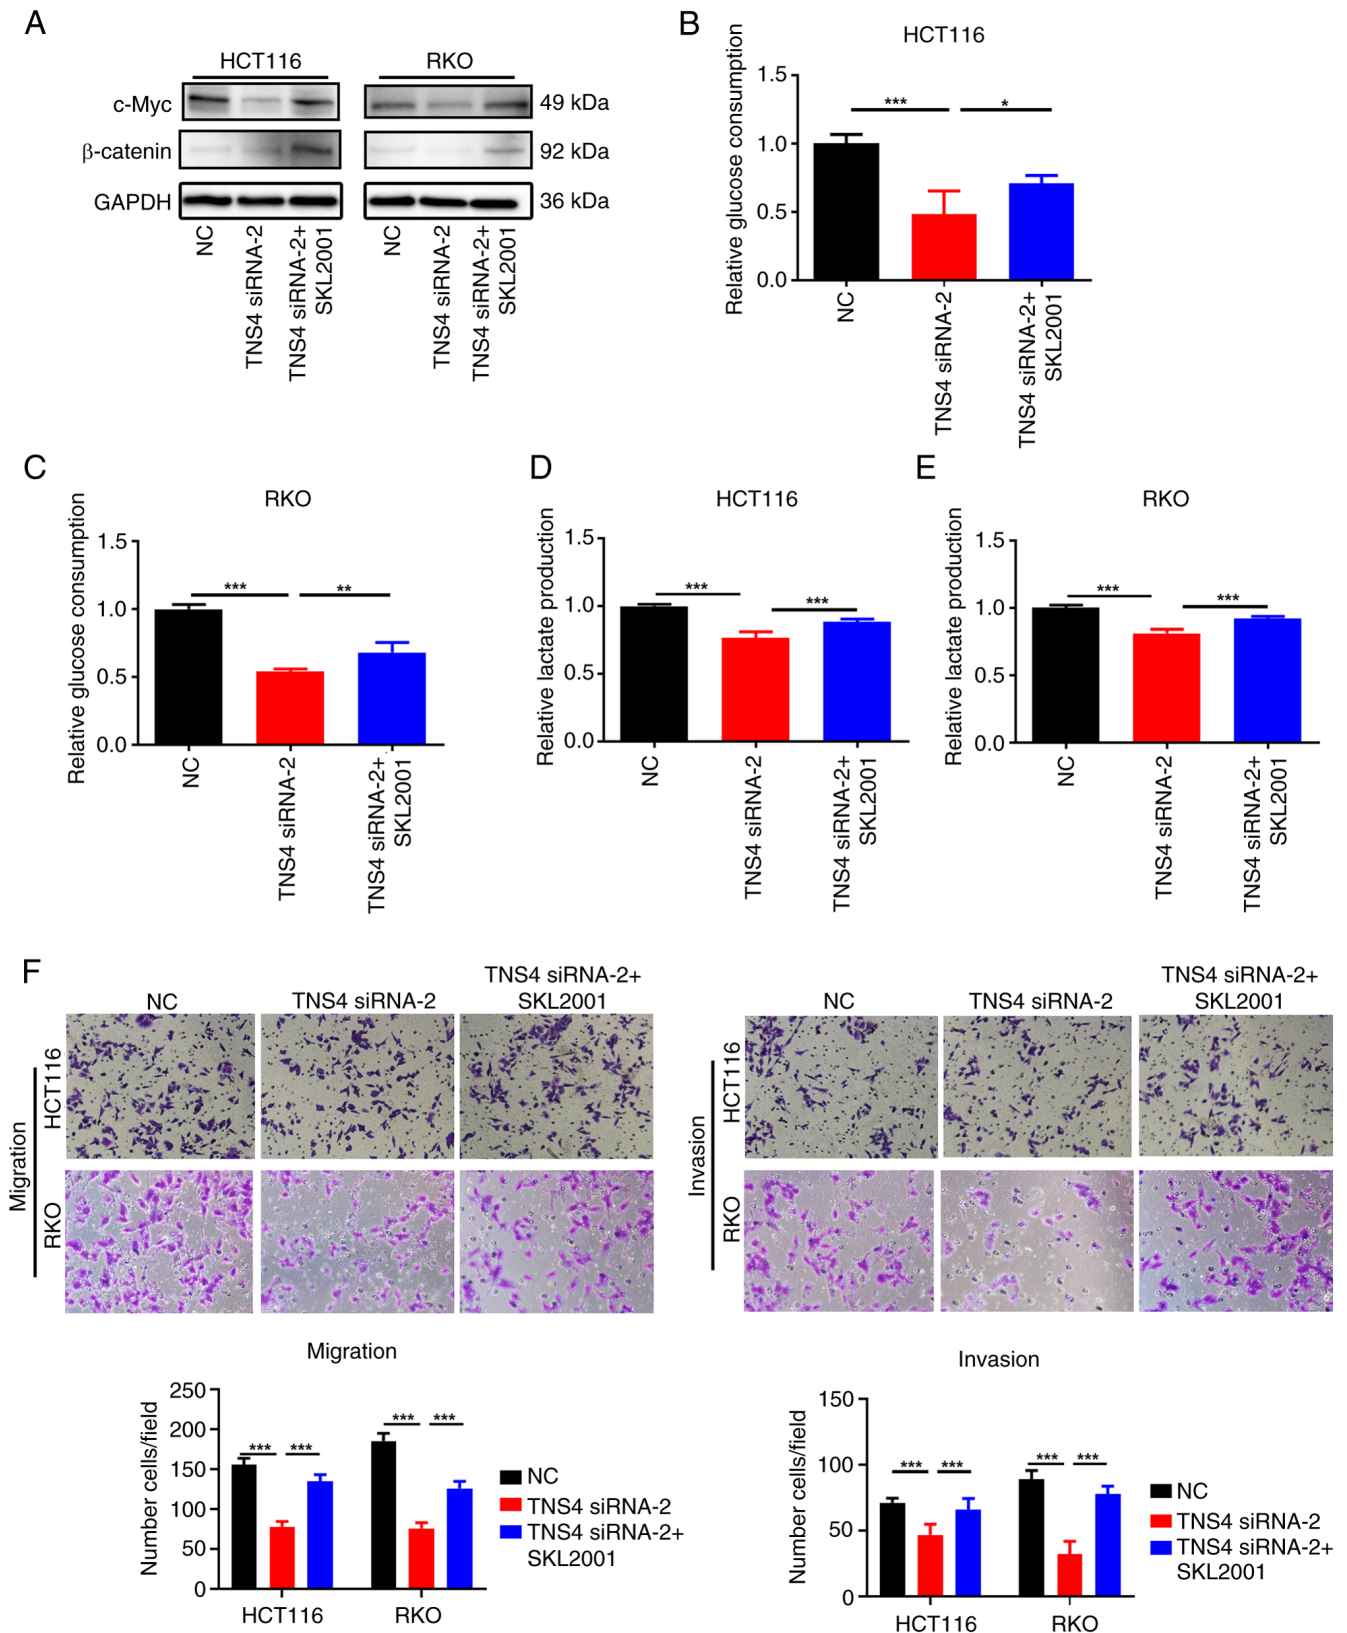 A
HCT116
RKO
c-Myc
49 kDa
β-catenin
92 kDa
GAPDH
36 kDa
NC
TNS4 siRNA-2
TNS4 siRNA-2+
SKL2001
NC
TNS4 siRNA-2
TNS4 siRNA-2+
SKL2001
B
HCT116
Relative glucose consumption
1.5
1.0
0.5
0.0
***
*
NC
TNS4 siRNA-2
TNS4 siRNA-2+
SKL2001
C
RKO
Relative glucose consumption
1.5
1.0
0.5
0.0
***
**
NC
TNS4 siRNA-2
TNS4 siRNA-2+
SKL2001
D
HCT116
Relative lactate production
1.5
1.0
0.5
0.0
***
***
NC
TNS4 siRNA-2
TNS4 siRNA-2+
SKL2001
E
RKO
Relative lactate production
1.5
1.0
0.5
0.0
***
***
NC
TNS4 siRNA-2
TNS4 siRNA-2+
SKL2001
F
NC
TNS4 siRNA-2
TNS4 siRNA-2+
SKL2001
Migration
HCT116
RKO
NC
TNS4 siRNA-2
TNS4 siRNA-2+
SKL2001
Invasion
HCT116
RKO
Migration
Number cells/field
250
200
150
100
50
0
*** ***
*** ***
HCT116
RKO
NC
TNS4 siRNA-2
TNS4 siRNA-2+
SKL2001
Invasion
Number cells/field
150
100
50
0
*** ***
*** ***
HCT116
RKO
NC
TNS4 siRNA-2
TNS4 siRNA-2+
SKL2001